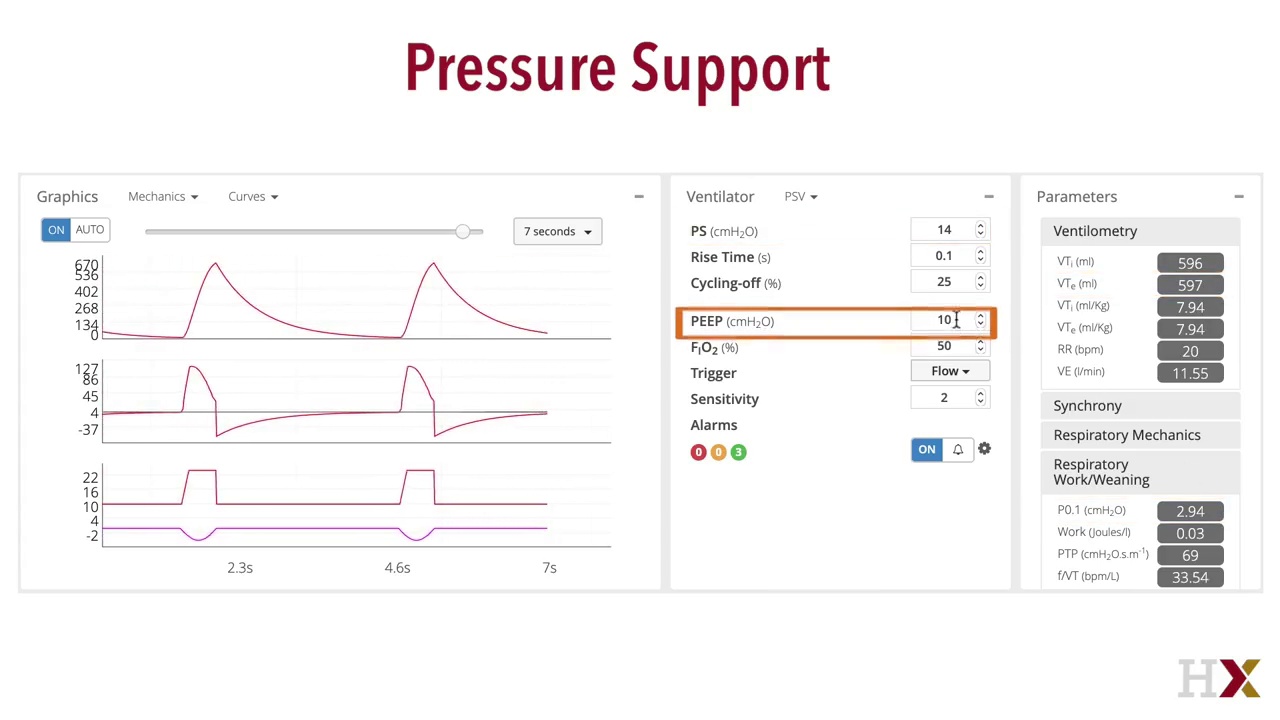 Pressure Support
Graphics Mechanics Curves
ON AUTO 7 seconds
670
536
402
268
134
0
127
86
45
4
-37
22
16
10
4
-2
2.3s 4.6s 7s
Ventilator PSV
PS (cmH₂O) 14
Rise Time (s) 0.1
Cycling-off (%) 25
PEEP (cmH₂O) 10
FᵢO₂ (%) 50
Trigger Flow
Sensitivity 2
Alarms
0 0 3 ON
Parameters
Ventilometry
VTᵢ (ml) 596
VTₑ (ml) 597
VTᵢ (ml/Kg) 7.94
VTₑ (ml/Kg) 7.94
RR (bpm) 20
VE (l/min) 11.55
Synchrony
Respiratory Mechanics
Respiratory
Work/Weaning
P0.1 (cmH₂O) 2.94
Work (Joules/l) 0.03
PTP (cmH₂O.s.m⁻¹) 69
f/VT (bpm/L) 33.54
HX